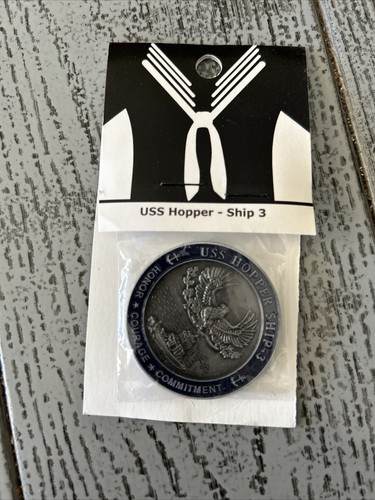 USS Hopper - Ship 3
USS HOPPER SHIP-3
HONOR ★ COURAGE ★ COMMITMENT